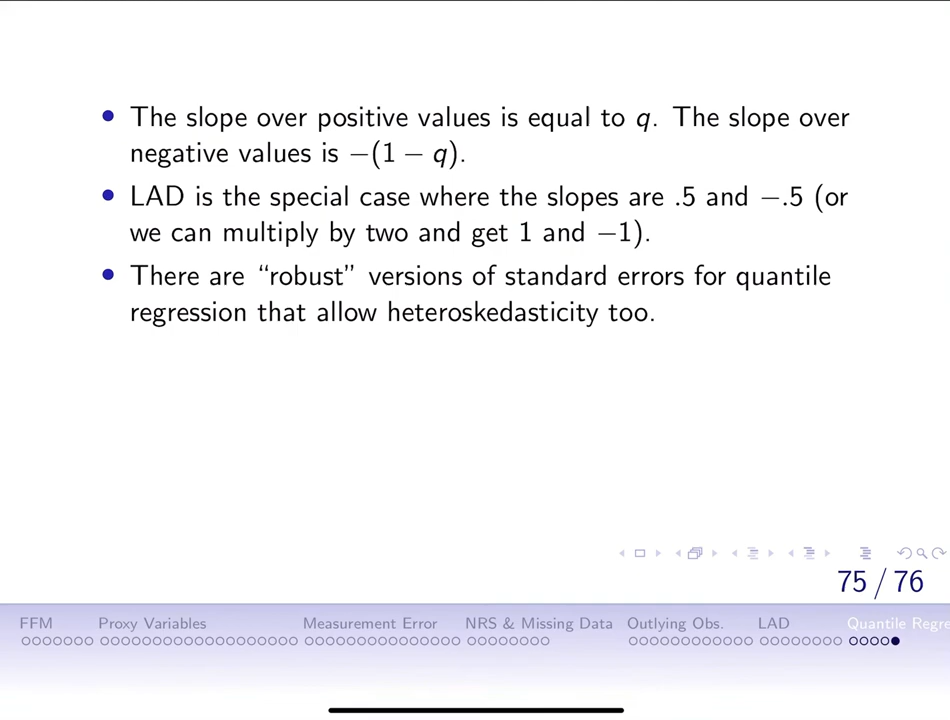 • The slope over positive values is equal to q. The slope over
negative values is −(1 − q).
• LAD is the special case where the slopes are .5 and −.5 (or
we can multiply by two and get 1 and −1).
• There are “robust” versions of standard errors for quantile
regression that allow heteroskedasticity too.
75 / 76
FFM Proxy Variables Measurement Error NRS & Missing Data Outlying Obs. LAD Quantile Regre